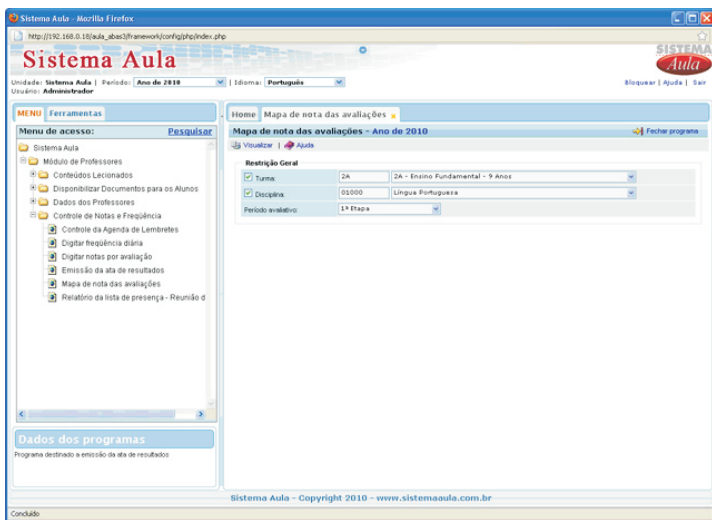 Sistema Aula - Mozilla Firefox
http://192.168.0.18/aula_abas3/framework/config/php/index.php
Sistema Aula
SISTEMA
Aula
Unidade: Sistema Aula | Período: Ano de 2010 | Idioma: Português
Bloquear | Ajuda | Sair
Usuário: Administrador
MENU Ferramentas
Menu de acesso: Pesquisar
Sistema Aula
Módulo de Professores
Conteúdos Lecionados
Disponibilizar Documentos para os Alunos
Dados dos Professores
Controle de Notas e Freqüência
Controle da Agenda de Lembretes
Digitar freqüência diária
Digitar notas por avaliação
Emissão da ata de resultados
Mapa de nota das avaliações
Relatório da lista de presença - Reunião d
Dados dos programas
Programa destinado a emissão da ata de resultados
Home Mapa de nota das avaliações x
Mapa de nota das avaliações - Ano de 2010 Fechar programa
Visualizar | Ajuda
Restrição Geral
Turma: 2A 2A - Ensino Fundamental - 9 Anos
Disciplina: 01000 Língua Portuguesa
Período avaliativo: 1ª Etapa
Sistema Aula - Copyright 2010 - www.sistemaaula.com.br
Concluído